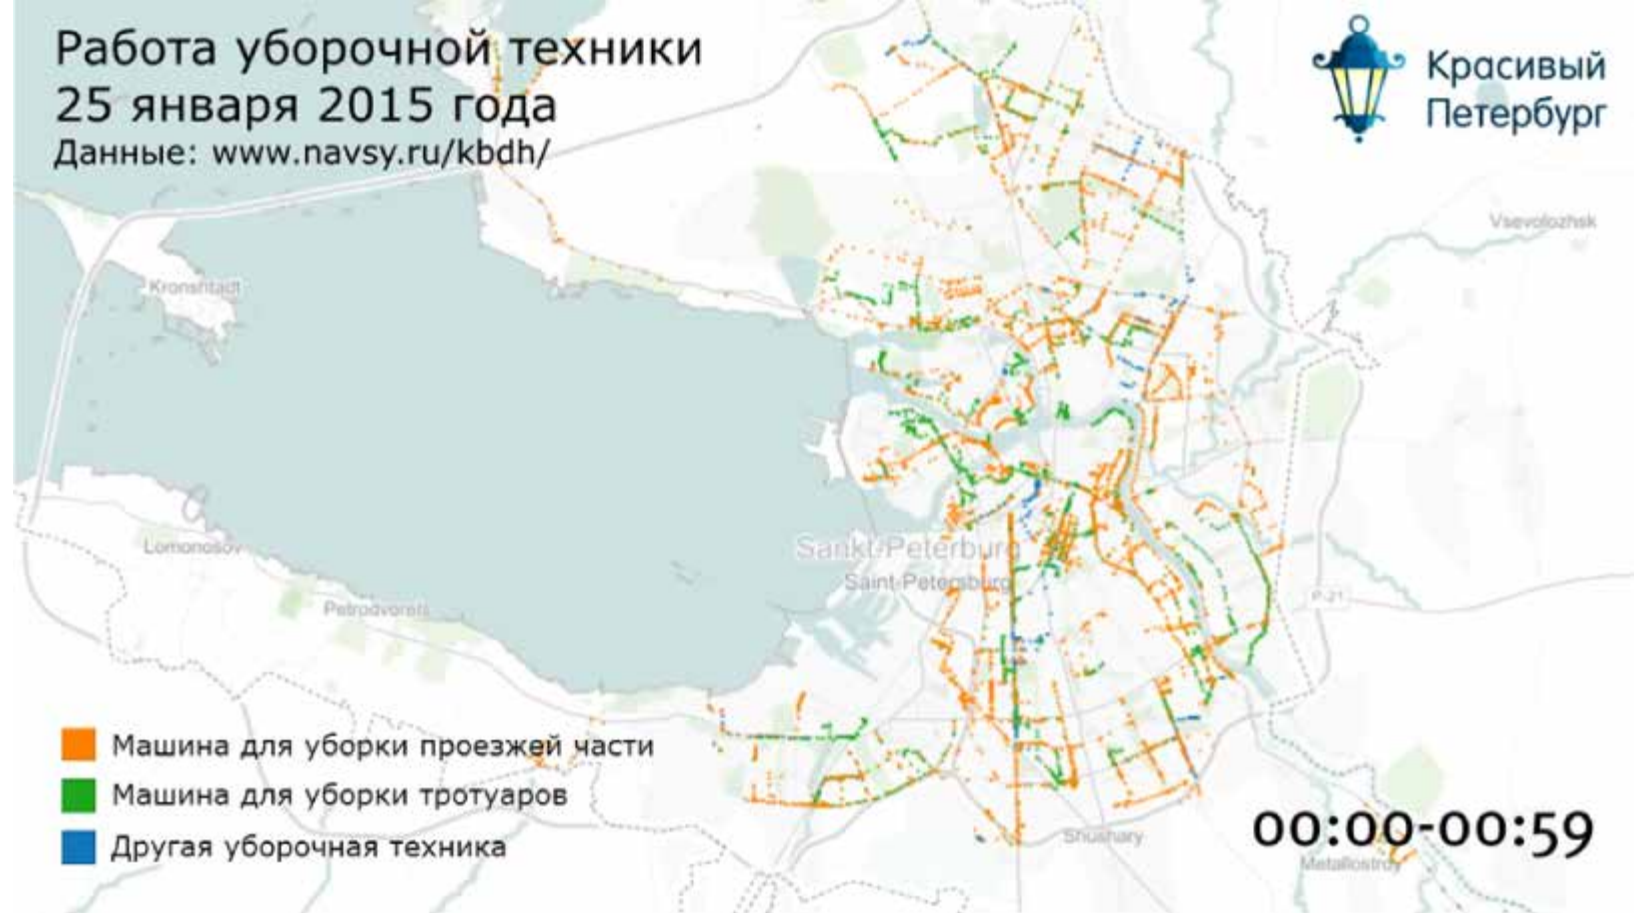 Работа уборочной техники
25 января 2015 года
Данные: www.navsy.ru/kbdh/
Красивый
Петербург
Vsevolozhsk
Kronshtadt
Sankt-Peterburg
Saint-Petersburg
Lomonosov
Petrodvorets
P-21
Машина для уборки проезжей части
Машина для уборки тротуаров
Другая уборочная техника
Shushary
00:00-00:59
Metallostroy